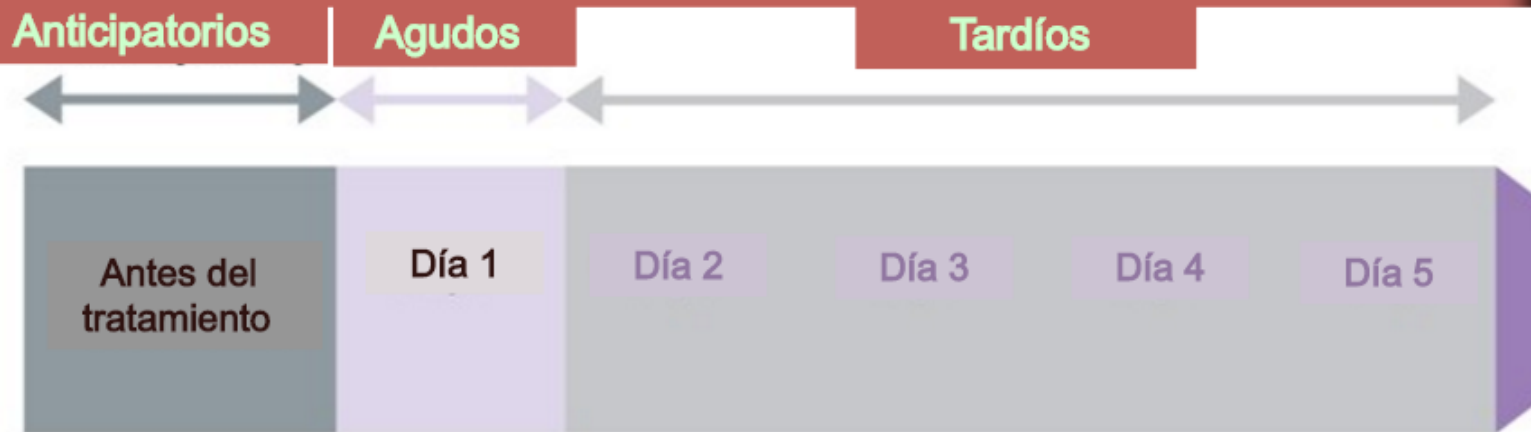 Anticipatorios
Agudos
Tardíos
Antes del
tratamiento
Día 1
Día 2
Día 3
Día 4
Día 5